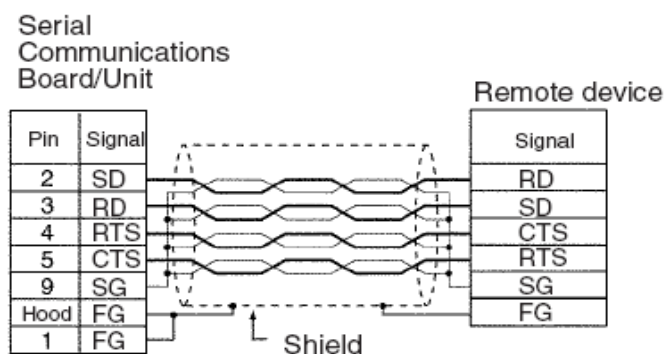 Serial
Communications
Board/Unit
Remote device
Pin Signal
Signal
2 SD
RD
3 RD
SD
4 RTS
CTS
5 CTS
RTS
9 SG
SG
Hood FG
FG
1 FG
Shield